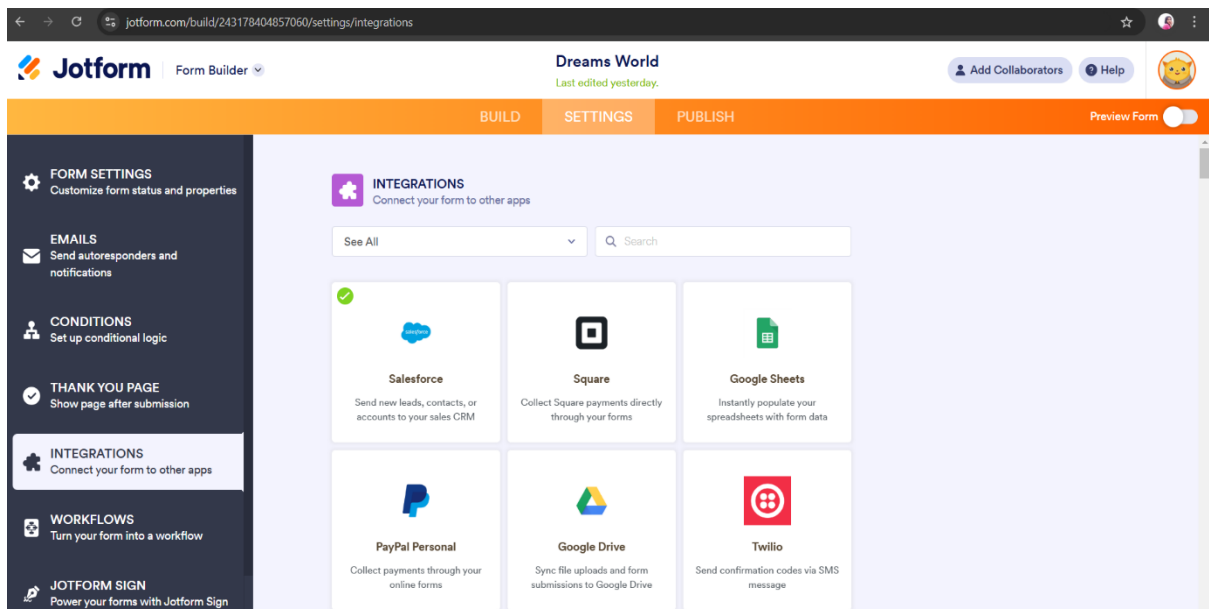 jotform.com/build/243178404857060/settings/integrations
Jotform
Form Builder
Dreams World
Last edited yesterday.
Add Collaborators
Help
BUILD
SETTINGS
PUBLISH
Preview Form
FORM SETTINGS
Customize form status and properties
EMAILS
Send autoresponders and
notifications
CONDITIONS
Set up conditional logic
THANK YOU PAGE
Show page after submission
INTEGRATIONS
Connect your form to other apps
WORKFLOWS
Turn your form into a workflow
JOTFORM SIGN
Power your forms with Jotform Sign
INTEGRATIONS
Connect your form to other apps
See All
Search
salesforce
Salesforce
Send new leads, contacts, or
accounts to your sales CRM
Square
Collect Square payments directly
through your forms
Google Sheets
Instantly populate your
spreadsheets with form data
PayPal Personal
Collect payments through your
online forms
Google Drive
Sync file uploads and form
submissions to Google Drive
Twilio
Send confirmation codes via SMS
message